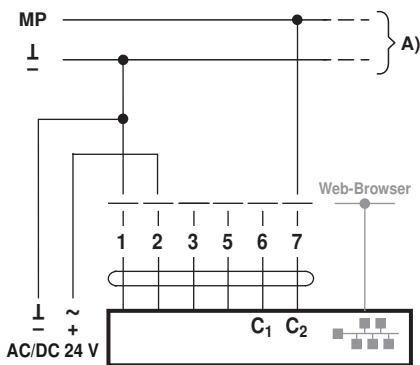 MP
⊥
–
A)
Web-Browser
1 2 3 5 6 7
⊥ ~
– +
C1 C2
AC/DC 24 V